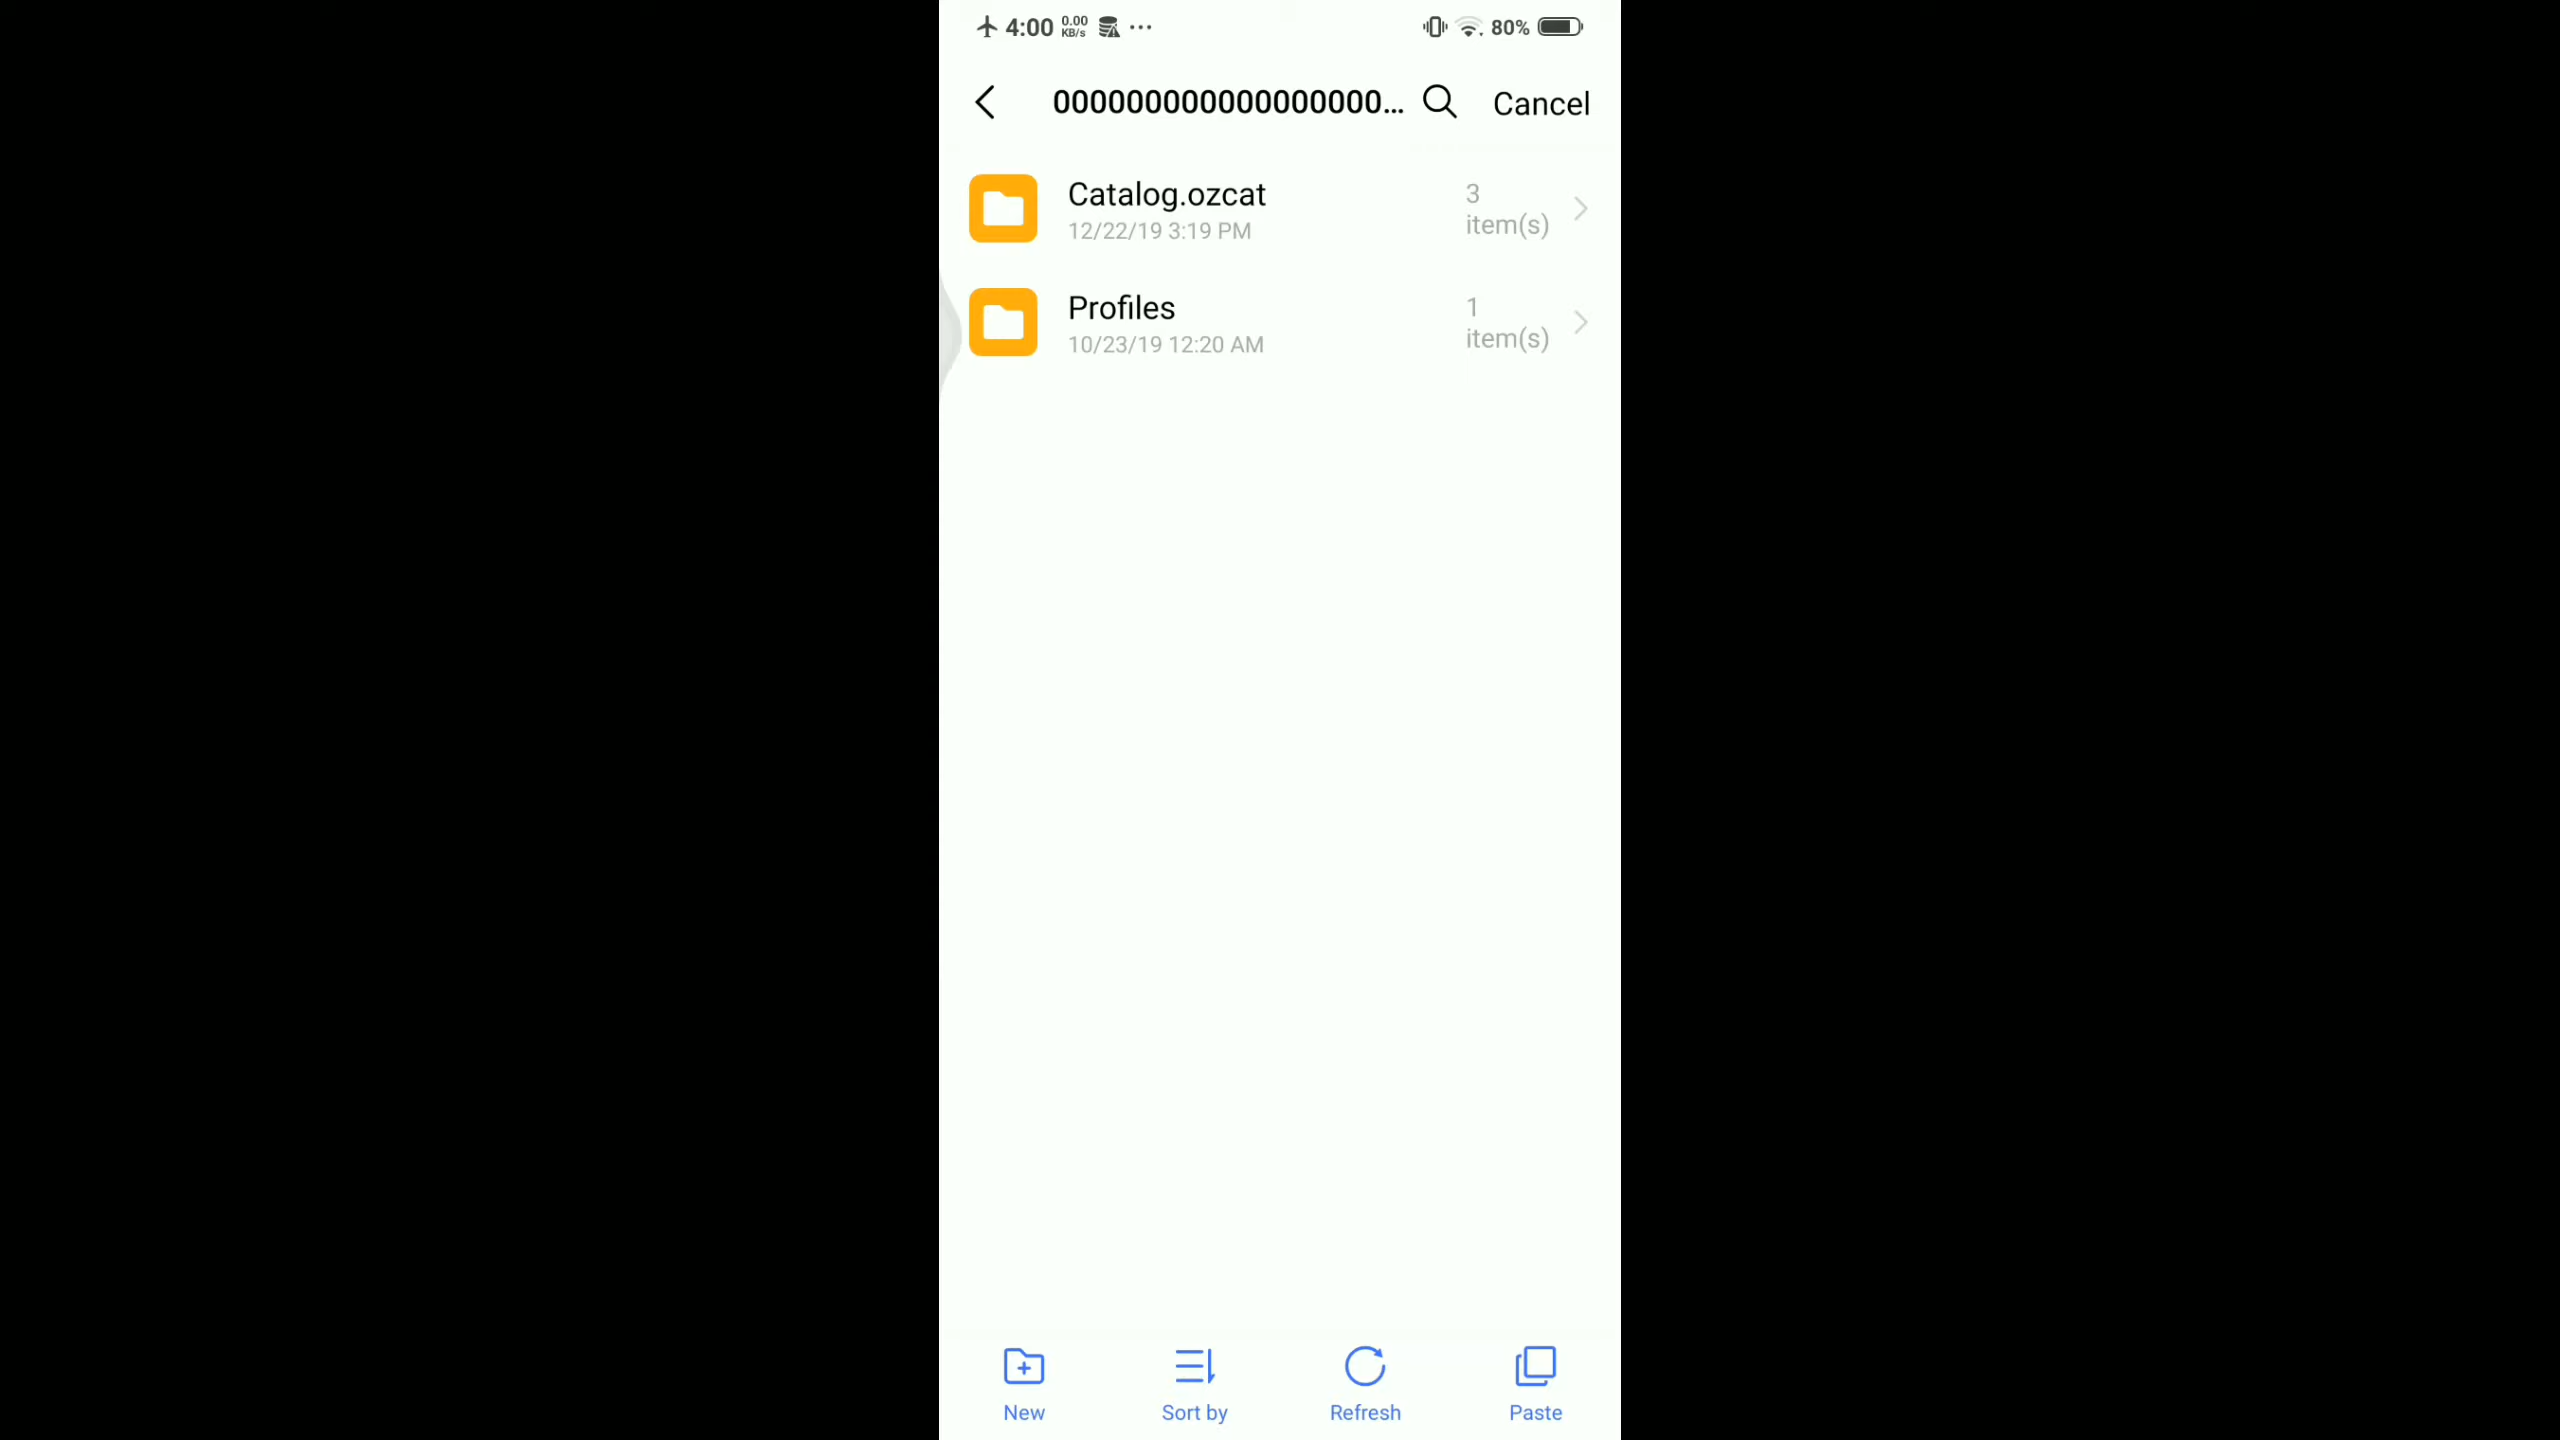 4:00 0.00 KB/s ... 80%
0000000000000000000... Cancel
Catalog.ozcat
12/22/19 3:19 PM
3
item(s)
Profiles
10/23/19 12:20 AM
1
item(s)
New Sort by Refresh Paste